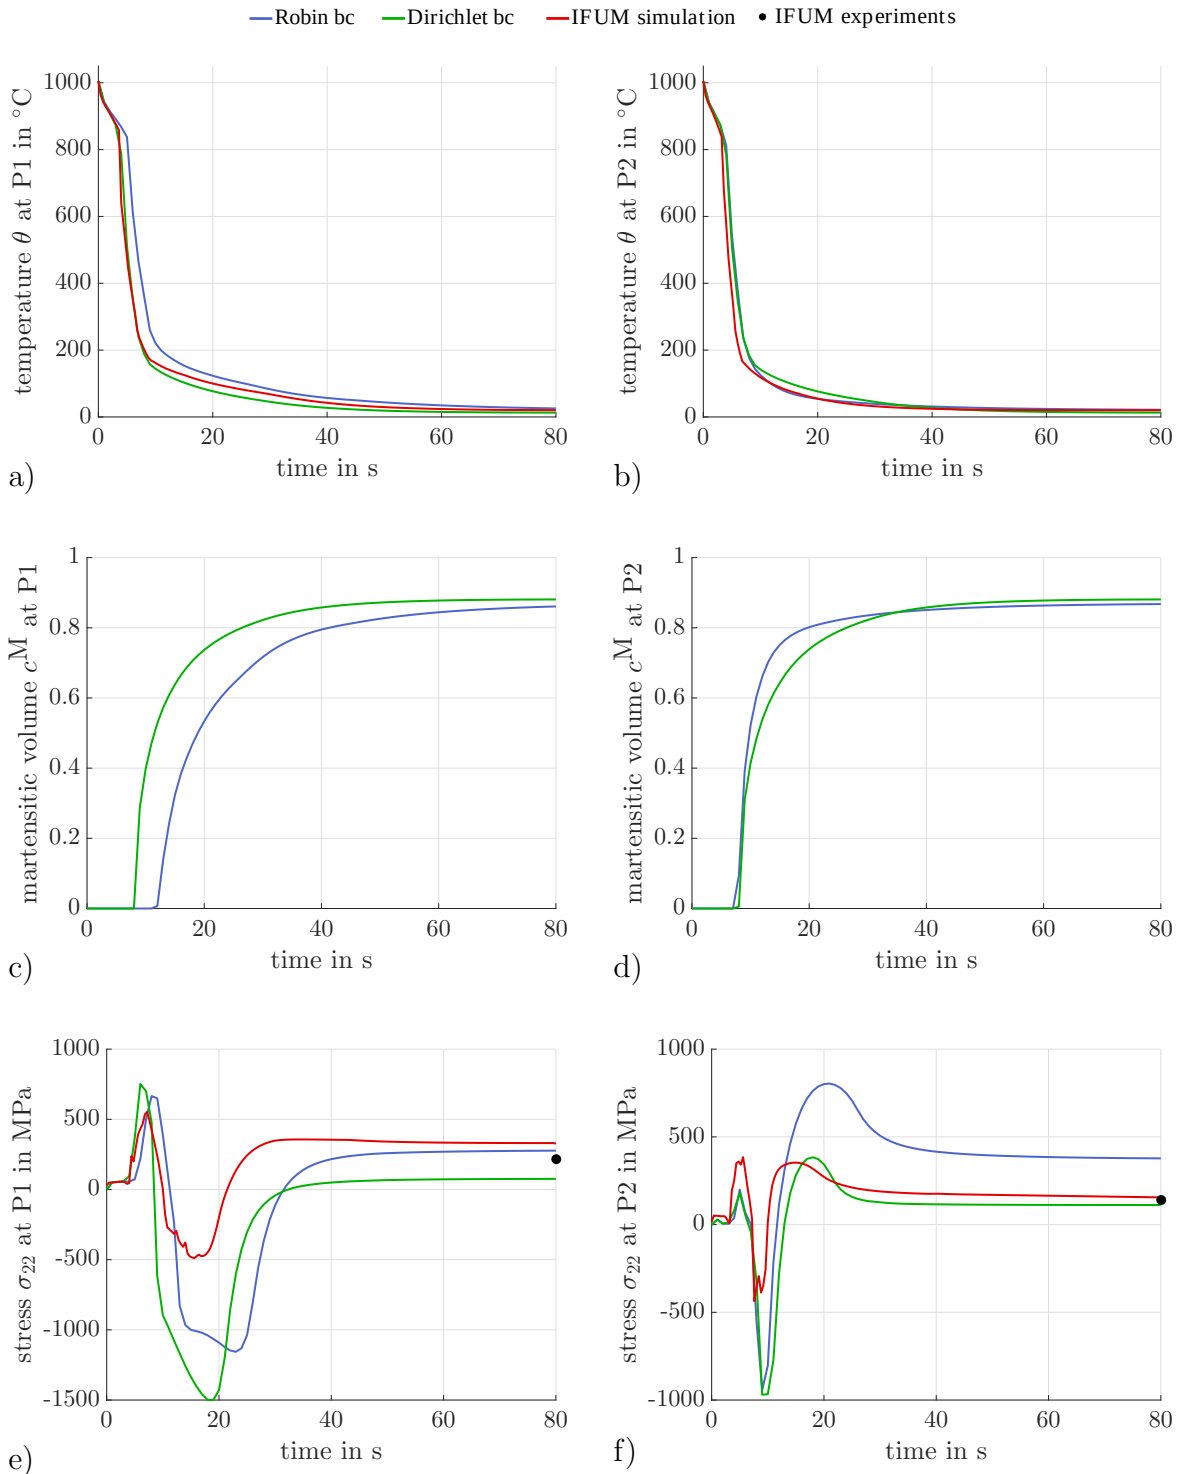 Robin bc Dirichlet bc IFUM simulation IFUM experiments
temperature θ at P1 in °C
1000
800
600
400
200
0
0 20 40 60 80
time in s
a)
temperature θ at P2 in °C
1000
800
600
400
200
0
0 20 40 60 80
time in s
b)
martensitic volume c^M at P1
1
0.8
0.6
0.4
0.2
0
0 20 40 60 80
time in s
c)
martensitic volume c^M at P2
1
0.8
0.6
0.4
0.2
0
0 20 40 60 80
time in s
d)
stress σ22 at P1 in MPa
1000
500
0
-500
-1000
-1500
0 20 40 60 80
time in s
e)
stress σ22 at P2 in MPa
1000
500
0
-500
-1000
0 20 40 60 80
time in s
f)